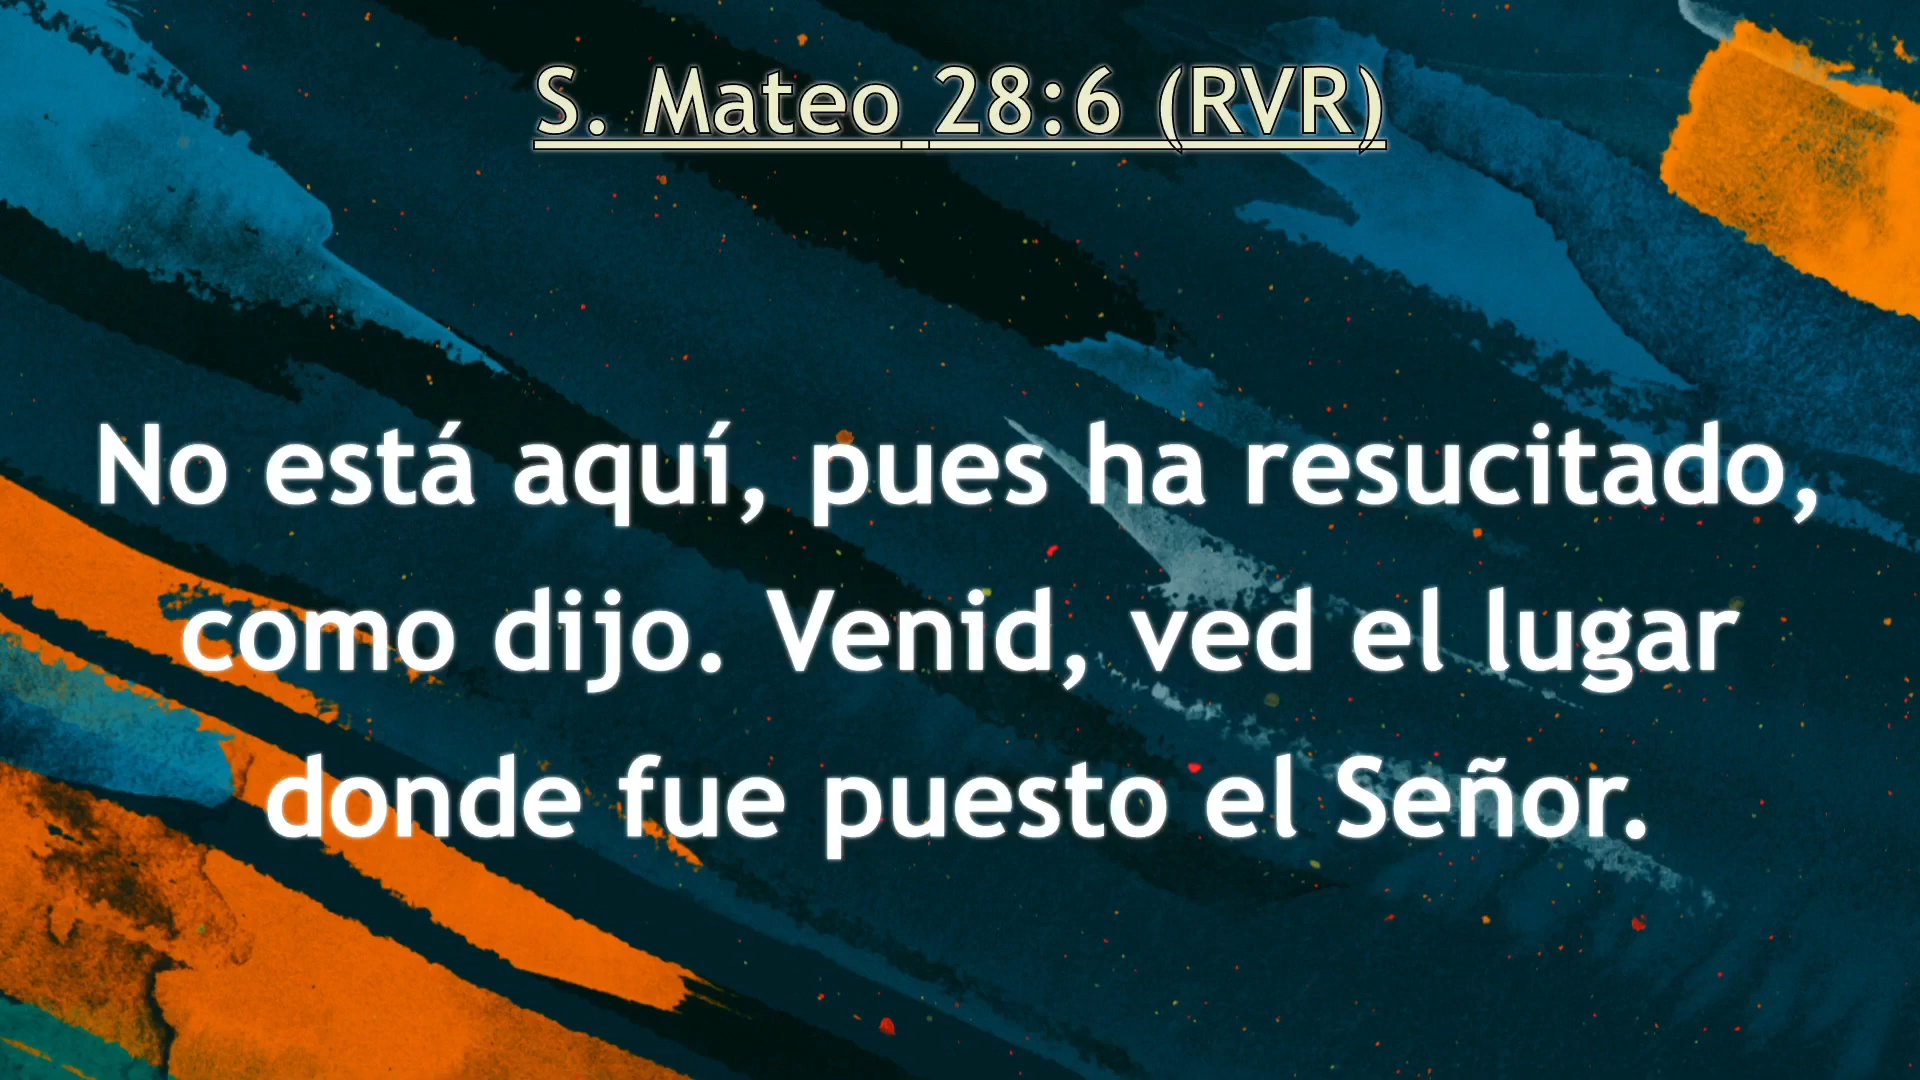 S. Mateo 28:6 (RVR)
No está aquí, pues ha resucitado,
como dijo. Venid, ved el lugar
donde fue puesto el Señor.